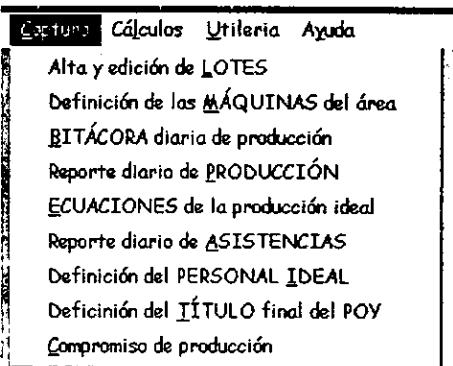 Captura Cálculos Utileria Ayuda
Alta y edición de LOTES
Definición de las MÁQUINAS del área
BITÁCORA diaria de producción
Reporte diario de PRODUCCIÓN
ECUACIONES de la producción ideal
Reporte diario de ASISTENCIAS
Definición del PERSONAL IDEAL
Deficinión del TÍTULO final del POY
Compromiso de producción